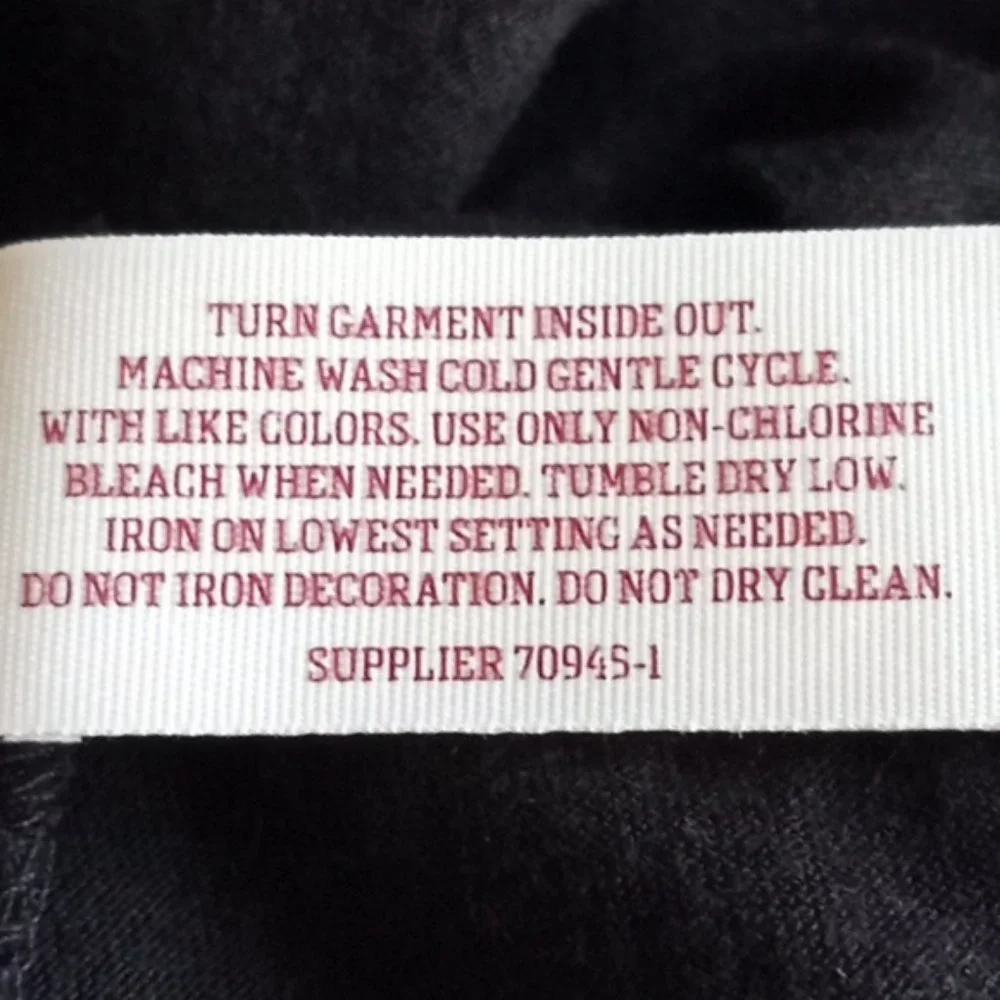 TURN GARMENT INSIDE OUT.
MACHINE WASH COLD GENTLE CYCLE.
WITH LIKE COLORS. USE ONLY NON-CHLORINE
BLEACH WHEN NEEDED. TUMBLE DRY LOW.
IRON ON LOWEST SETTING AS NEEDED.
DO NOT IRON DECORATION. DO NOT DRY CLEAN.
SUPPLIER 70945-1